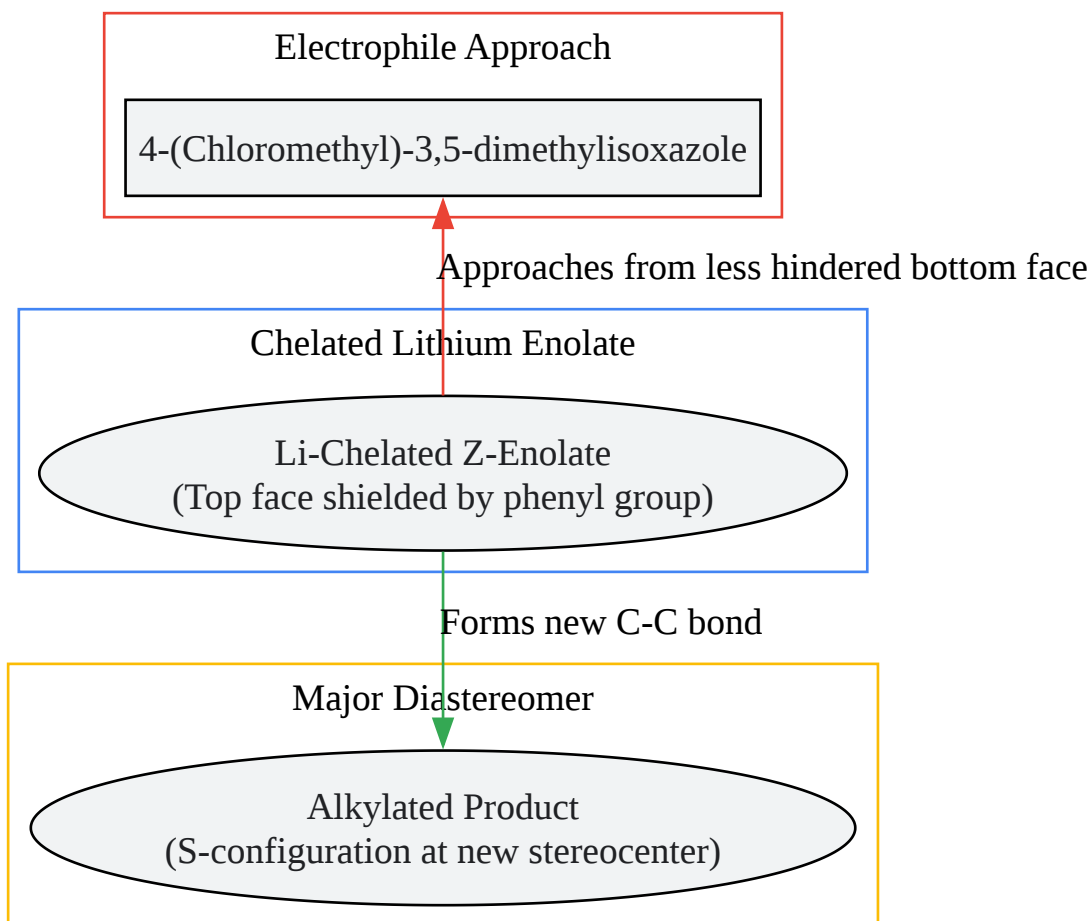 Electrophile Approach
4-(Chloromethyl)-3,5-dimethylisoxazole
Approaches from less hindered bottom face
Chelated Lithium Enolate
Li-Chelated Z-Enolate
(Top face shielded by phenyl group)
Forms new C-C bond
Major Diastereomer
Alkylated Product
(S-configuration at new stereocenter)